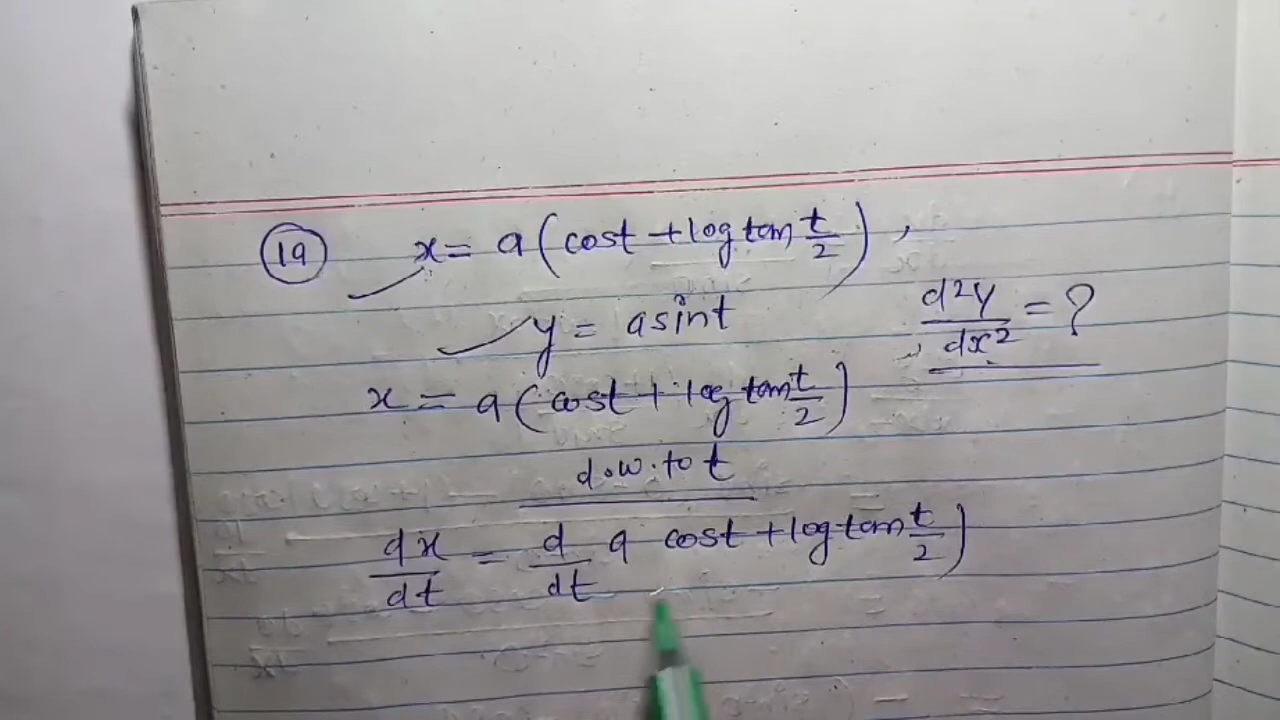 19 x = a (cost + log tan t/2) ,
y = a sint d²y/dx² = ?
x = a (cost + log tan t/2)
d.w.to t
dx/dt = d/dt a cost + log tan t/2)